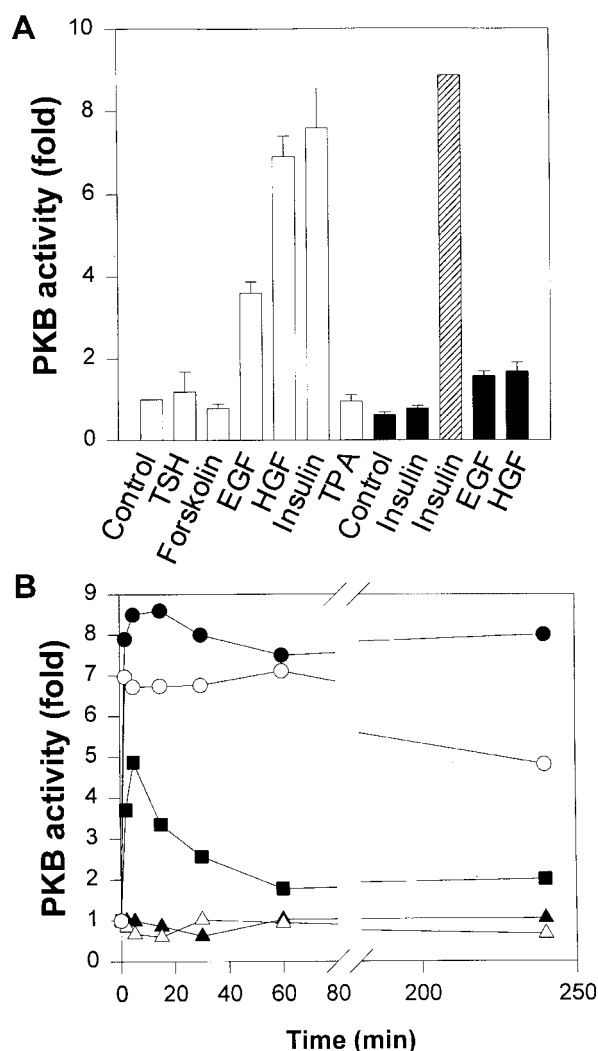 A
PKB activity (fold)
10
8
6
4
2
0
Control
TSH
Forskolin
EGF
HGF
Insulin
TPA
Control
Insulin
Insulin
EGF
HGF
B
PKB activity (fold)
9
8
7
6
5
4
3
2
1
0
0 20 40 60 80 200 250
Time (min)